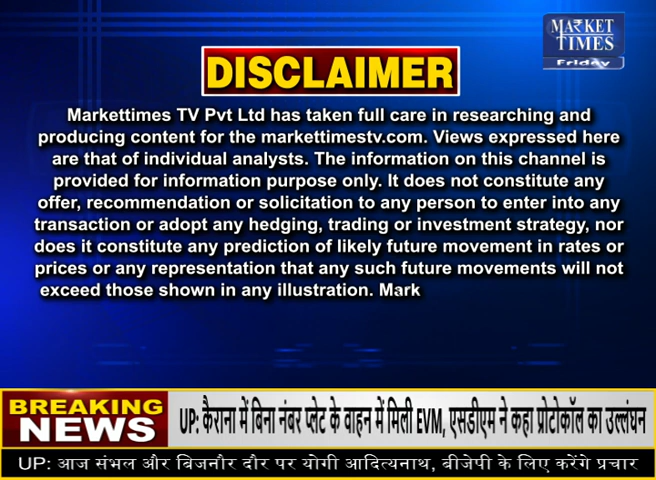 MARKET
TIMES
Friday
DISCLAIMER
Markettimes TV Pvt Ltd has taken full care in researching and
producing content for the markettimestv.com. Views expressed here
are that of individual analysts. The information on this channel is
provided for information purpose only. It does not constitute any
offer, recommendation or solicitation to any person to enter into any
transaction or adopt any hedging, trading or investment strategy, nor
does it constitute any prediction of likely future movement in rates or
prices or any representation that any such future movements will not
exceed those shown in any illustration. Mark
BREAKING
NEWS
UP: कैराना में बिना नंबर प्लेट के वाहन में मिली EVM, एसडीएम ने कहा प्रोटोकॉल का उल्लंघन
UP: आज संभल और बिजनौर दौर पर योगी आदित्यनाथ, बीजेपी के लिए करेंगे प्रचार